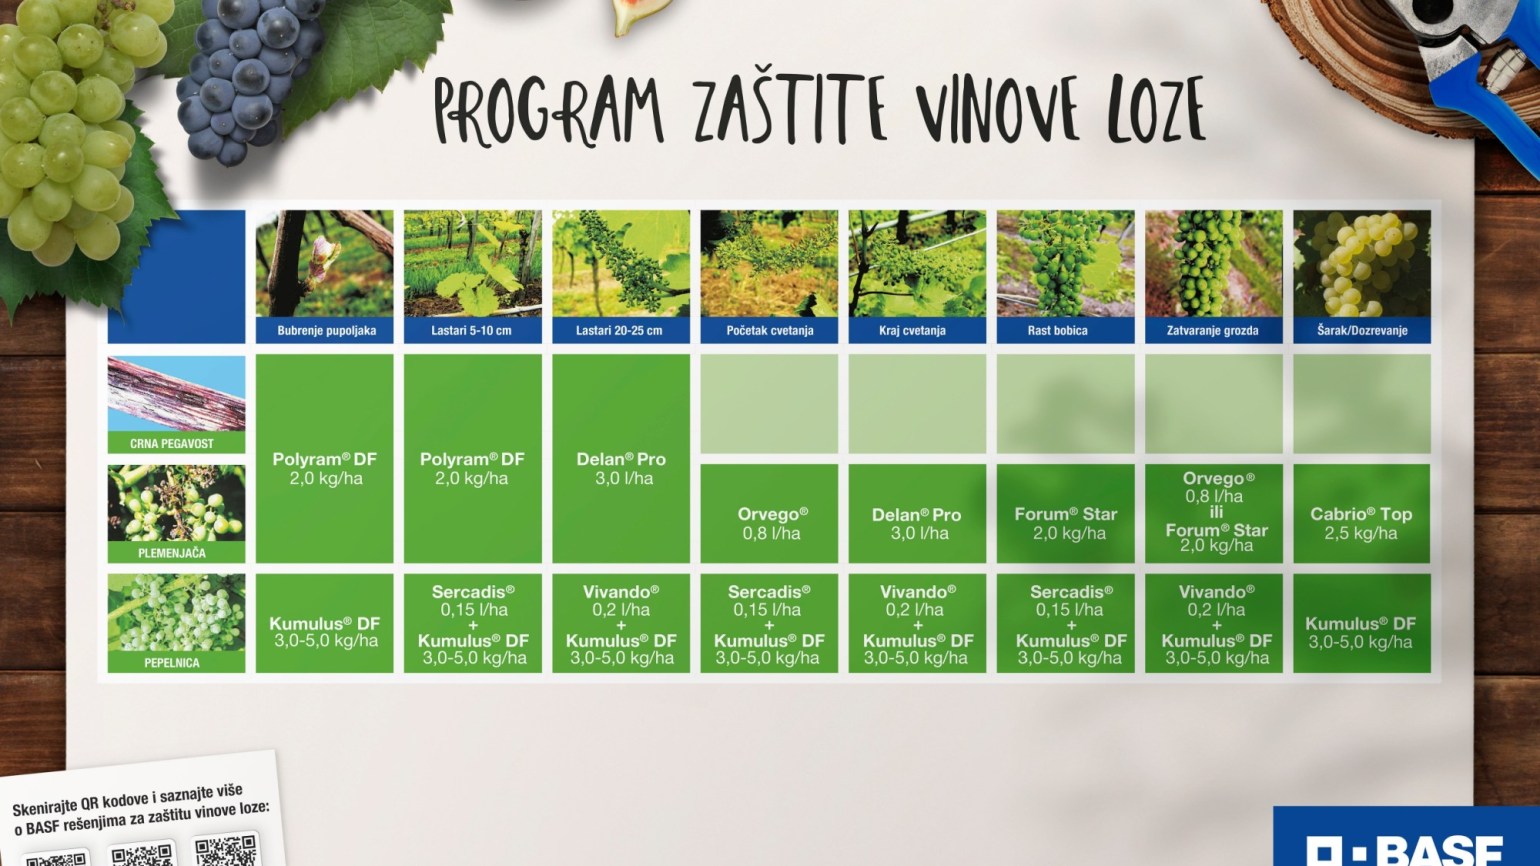 PROGRAM ZAŠTITE VINOVE LOZE
Bubrenje pupoljaka
Lastari 5-10 cm
Lastari 20-25 cm
Početak cvetanja
Kraj cvetanja
Rast bobica
Zatvaranje grozda
Šarak/Dozrevanje
CRNA PEGAVOST
Polyram® DF
2,0 kg/ha
Polyram® DF
2,0 kg/ha
Delan® Pro
3,0 l/ha
PLEMENJAČA
Orvego®
0,8 l/ha
Delan® Pro
3,0 l/ha
Forum® Star
2,0 kg/ha
Orvego®
0,8 l/ha
ili
Forum® Star
2,0 kg/ha
Cabrio® Top
2,5 kg/ha
PEPELNICA
Kumulus® DF
3,0-5,0 kg/ha
Sercadis®
0,15 l/ha
+
Kumulus® DF
3,0-5,0 kg/ha
Vivando®
0,2 l/ha
+
Kumulus® DF
3,0-5,0 kg/ha
Sercadis®
0,15 l/ha
+
Kumulus® DF
3,0-5,0 kg/ha
Vivando®
0,2 l/ha
+
Kumulus® DF
3,0-5,0 kg/ha
Sercadis®
0,15 l/ha
+
Kumulus® DF
3,0-5,0 kg/ha
Vivando®
0,2 l/ha
+
Kumulus® DF
3,0-5,0 kg/ha
Kumulus® DF
3,0-5,0 kg/ha
Skenirajte QR kodove i saznajte više
o BASF rešenjima za zaštitu vinove loze:
BASF